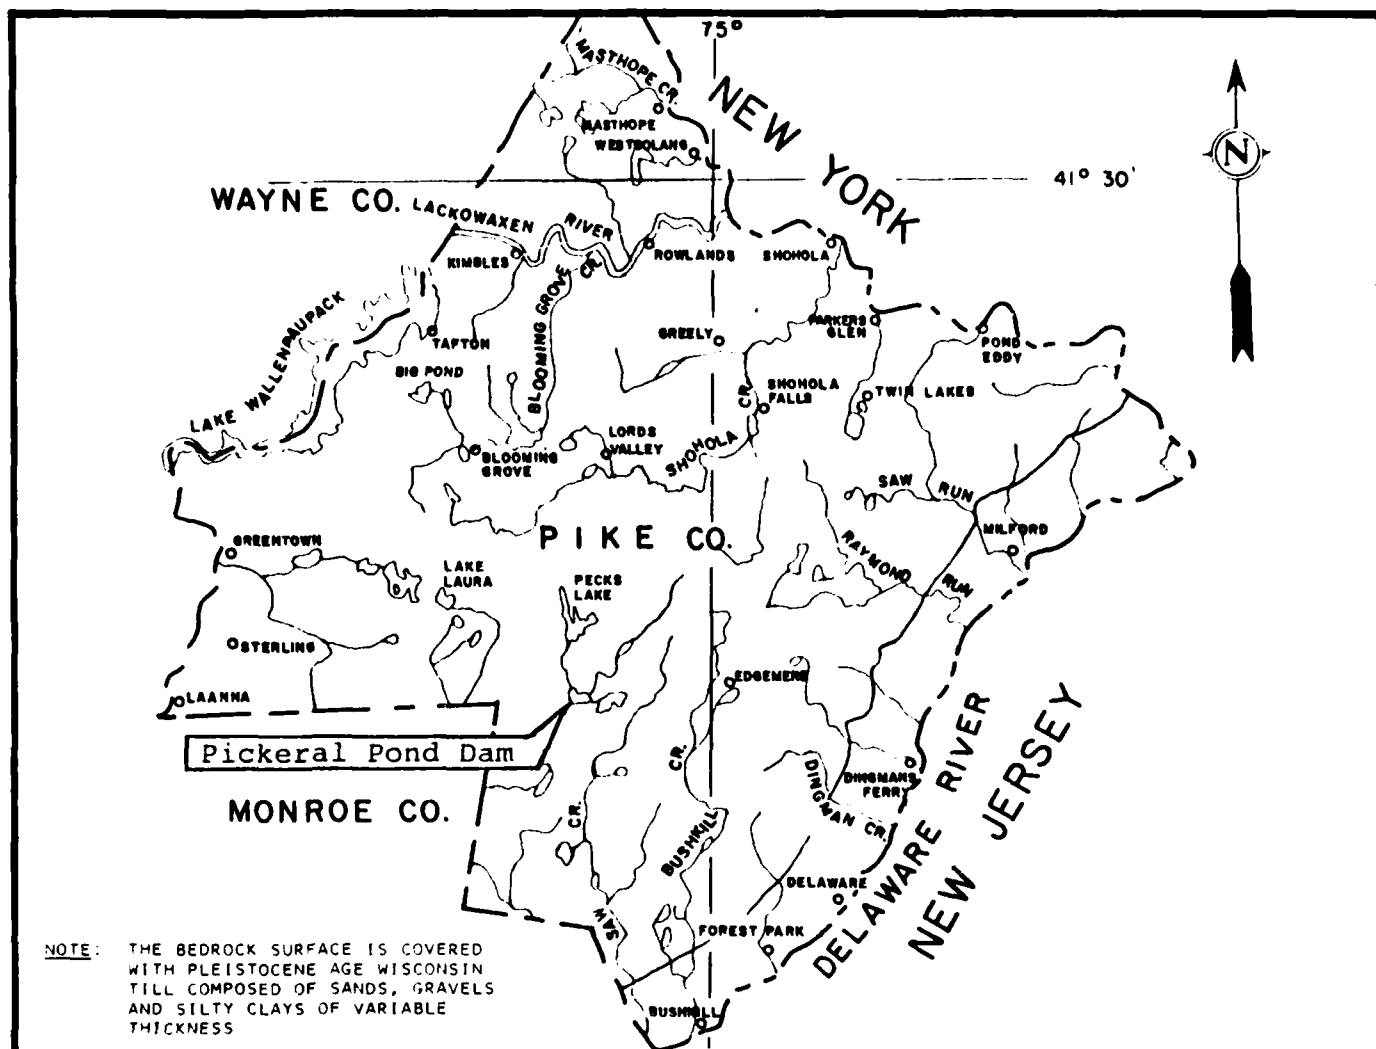 75°
MASTHOPE CR.
NEW YORK
MASTHOPE
WESTCOLANG
N
41° 30'
WAYNE CO.
LACKOWAXEN RIVER
KIMBLES
ROWLANDS
SHOHOLA
BLOOMING GROVE CR.
LAKE WALLENPAUPACK
TAFTON
GREELY
PARKERS
GLEN
POND
EDDY
BIG POND
SHOHOLA
FALLS
TWIN LAKES
BLOOMING
GROVE
LORDS
VALLEY
SHOHOLA CR.
SAW RUN
MILFORD
PIKE CO.
GREENTOWN
LAKE
LAURA
PECKS
LAKE
RAYMOND RUN
STERLING
LAANNA
EDGEMERE
Pickeral Pond Dam
DINGMANS
FERRY
DINGMAN CR.
MONROE CO.
SAW CR.
BUSHKILL CR.
DELAWARE
DELAWARE RIVER
NEW JERSEY
FOREST PARK
BUSHKILL
NOTE: THE BEDROCK SURFACE IS COVERED
WITH PLEISTOCENE AGE WISCONSIN
TILL COMPOSED OF SANDS, GRAVELS
AND SILTY CLAYS OF VARIABLE
THICKNESS